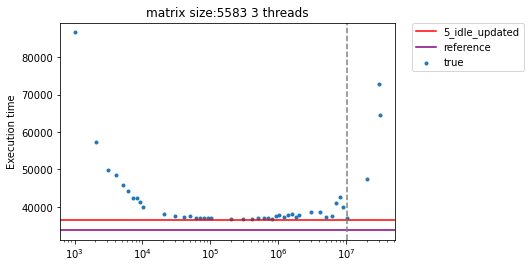 matrix size:5583 3 threads
Execution time
80000
70000
60000
50000
40000
10³
10⁴
10⁵
10⁶
10⁷
5_idle_updated
reference
true